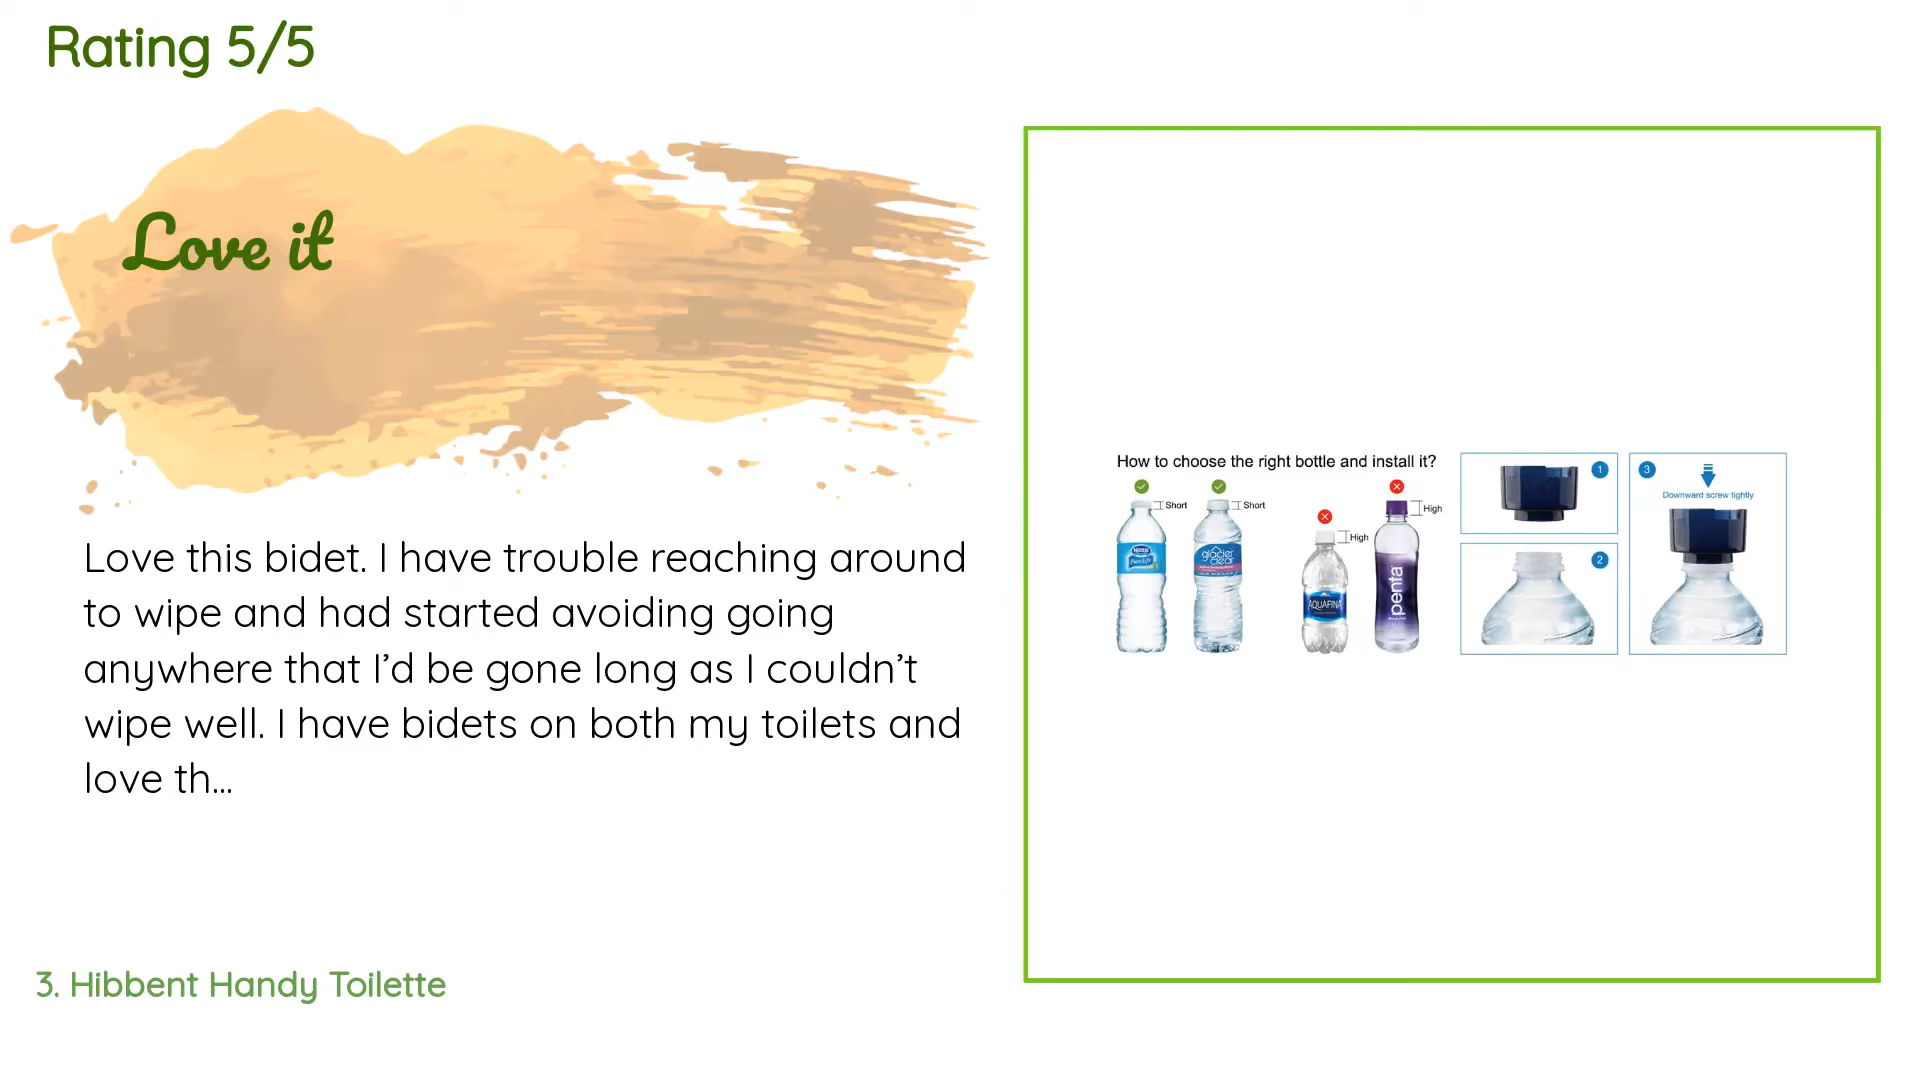 Rating 5/5
Love it
Love this bidet. I have trouble reaching around
to wipe and had started avoiding going
anywhere that I’d be gone long as I couldn’t
wipe well. I have bidets on both my toilets and
love th...
3. Hibbent Handy Toilette
How to choose the right bottle and install it?
Short
Short
High
High
Nestle
Pure Life
glacier
clear
AQUAFINA
penta
1
2
3
Downward screw tightly